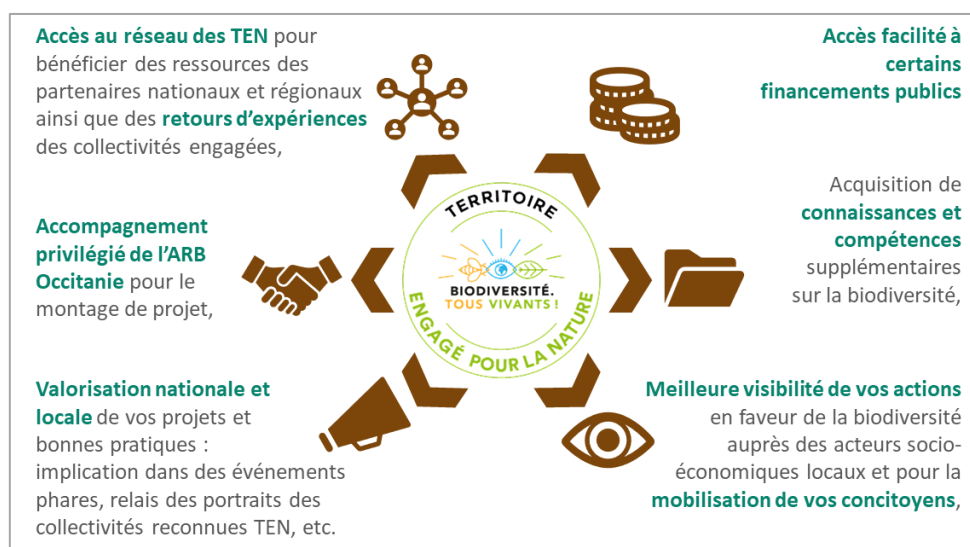 Accès au réseau des TEN pour
bénéficier des ressources des
partenaires nationaux et régionaux
ainsi que des retours d’expériences
des collectivités engagées,
Accès facilité à
certains
financements publics
Accompagnement
privilégié de l’ARB
Occitanie pour le
montage de projet,
TERRITOIRE
BIODIVERSITÉ.
TOUS VIVANTS !
ENGAGÉ POUR LA NATURE
Acquisition de
connaissances et
compétences
supplémentaires
sur la biodiversité,
Valorisation nationale et
locale de vos projets et
bonnes pratiques :
implication dans des événements
phares, relais des portraits des
collectivités reconnues TEN, etc.
Meilleure visibilité de vos actions
en faveur de la biodiversité
auprès des acteurs socio-
économiques locaux et pour la
mobilisation de vos concitoyens,